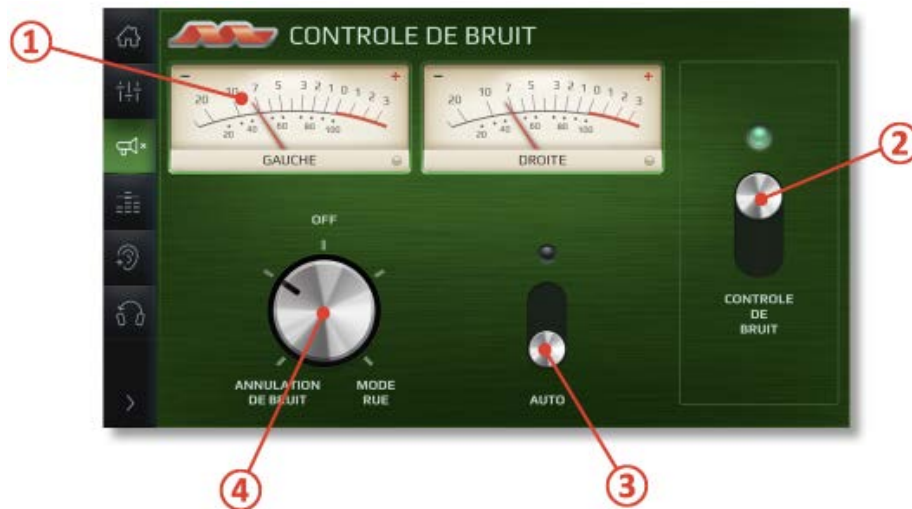 1
CONTROLE DE BRUIT
- +
20 10 7 5 3 2 1 0 1 2 3
20 40 60 80 100
GAUCHE
- +
20 10 7 5 3 2 1 0 1 2 3
20 40 60 80 100
DROITE
2
OFF
CONTROLE
DE
BRUIT
ANNULATION
DE BRUIT
MODE
RUE
AUTO
4
3